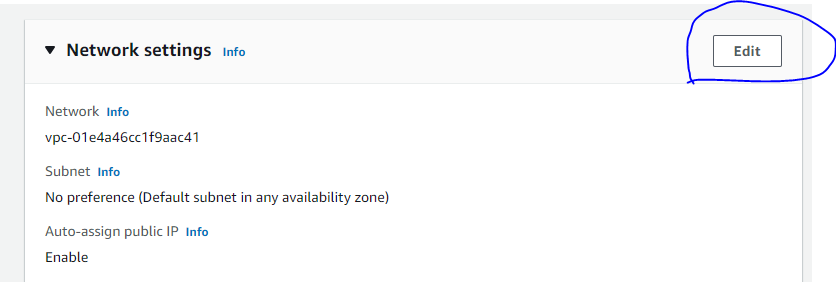 Network settings Info
Edit
Network Info
vpc-01e4a46cc1f9aac41
Subnet Info
No preference (Default subnet in any availability zone)
Auto-assign public IP Info
Enable